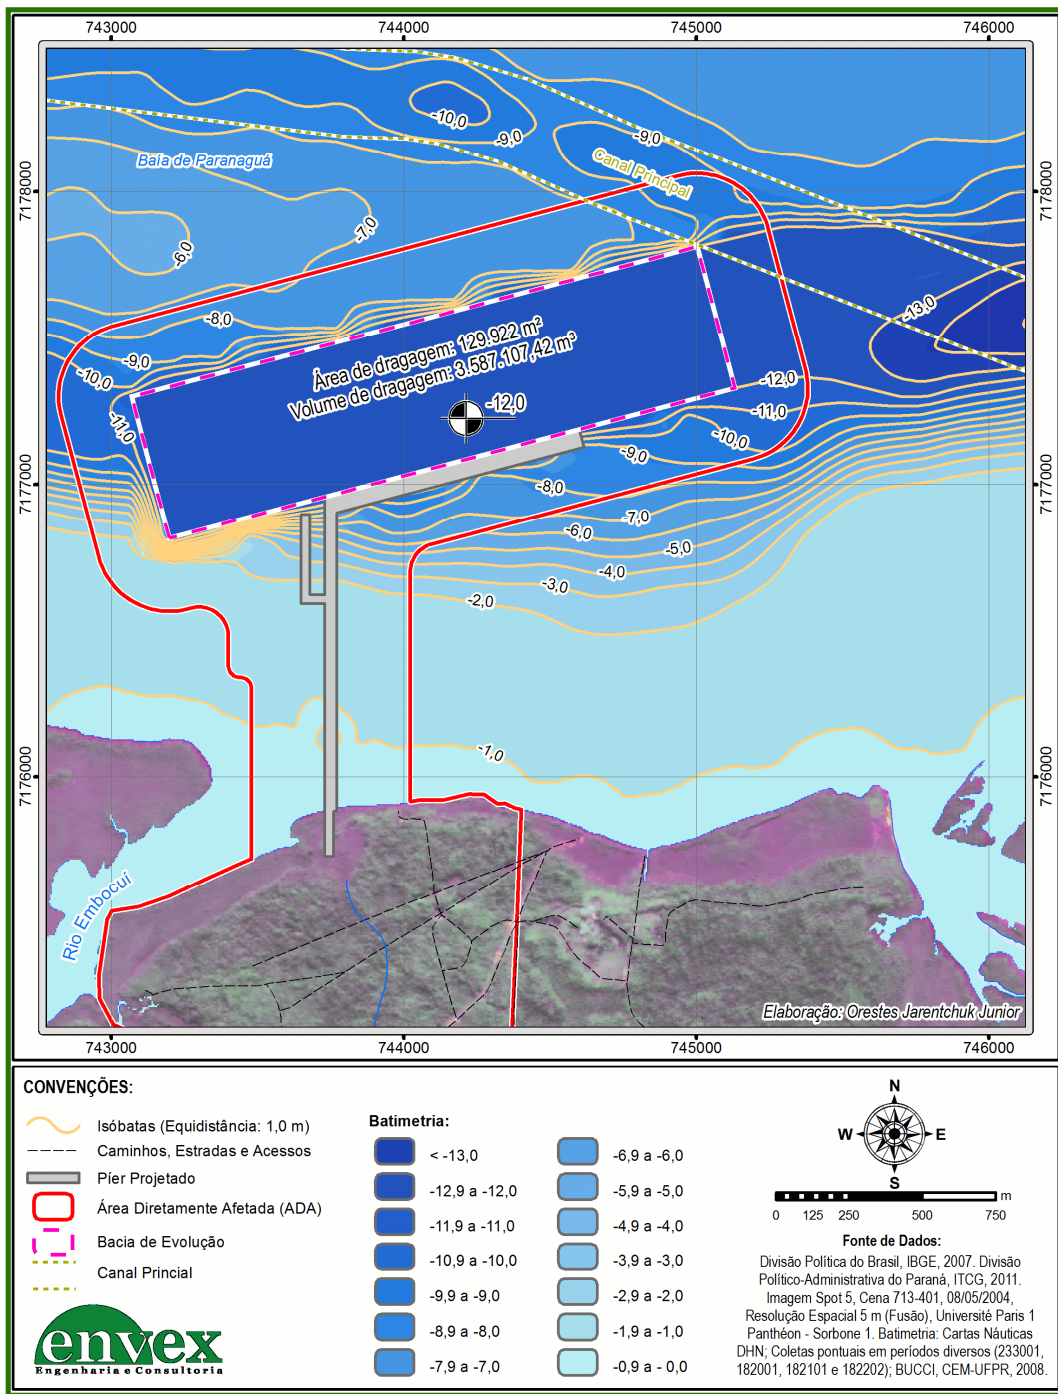 743000 744000 745000 746000
7178000 7178000
7177000 7177000
7176000 7176000
-10,0
-9,0
-9,0
Baía de Paranaguá
Canal Principal
-7,0
-6,0
-8,0
-13,0
-9,0
-10,0
-11,0
Área de dragagem: 129.922 m²
Volume de dragagem: 3.587.107,42 m³
-12,0
-12,0
-11,0
-10,0
-9,0
-8,0
-7,0
-6,0
-5,0
-4,0
-3,0
-2,0
-1,0
Rio Embocuí
Elaboração: Orestes Jarentchuk Junior
743000 744000 745000 746000
CONVENÇÕES:
Isóbatas (Equidistância: 1,0 m)
Caminhos, Estradas e Acessos
Píer Projetado
Área Diretamente Afetada (ADA)
Bacia de Evolução
Canal Princial
envex
Engenharia e Consultoria
Batimetria:
< -13,0
-12,9 a -12,0
-11,9 a -11,0
-10,9 a -10,0
-9,9 a -9,0
-8,9 a -8,0
-7,9 a -7,0
-6,9 a -6,0
-5,9 a -5,0
-4,9 a -4,0
-3,9 a -3,0
-2,9 a -2,0
-1,9 a -1,0
-0,9 a - 0,0
N
W E
S
m
0 125 250 500 750
Fonte de Dados:
Divisão Política do Brasil, IBGE, 2007. Divisão
Político-Administrativa do Paraná, ITCG, 2011.
Imagem Spot 5, Cena 713-401, 08/05/2004,
Resolução Espacial 5 m (Fusão), Université Paris 1
Panthéon - Sorbone 1. Batimetria: Cartas Náuticas
DHN; Coletas pontuais em períodos diversos (233001,
182001, 182101 e 182202); BUCCI, CEM-UFPR, 2008.